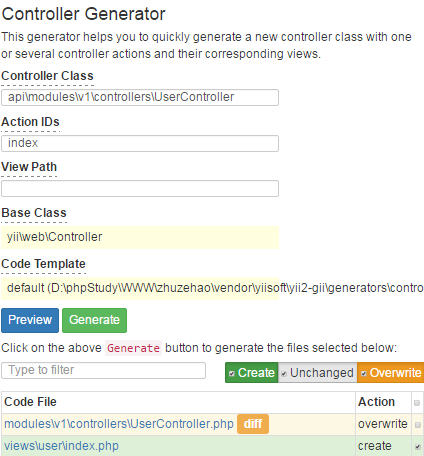 Controller Generator
This generator helps you to quickly generate a new controller class with one
or several controller actions and their corresponding views.
Controller Class
api\modules\v1\controllers\UserController
Action IDs
index
View Path
Base Class
yii\web\Controller
Code Template
default (D:\phpStudy\WWW\zhuzehao\vendor\yiisoft\yii2-gii\generators\contro
Preview Generate
Click on the above Generate button to generate the files selected below:
Type to filter Create Unchanged Overwrite
Code File Action
modules\v1\controllers\UserController.php diff overwrite
views\user\index.php create